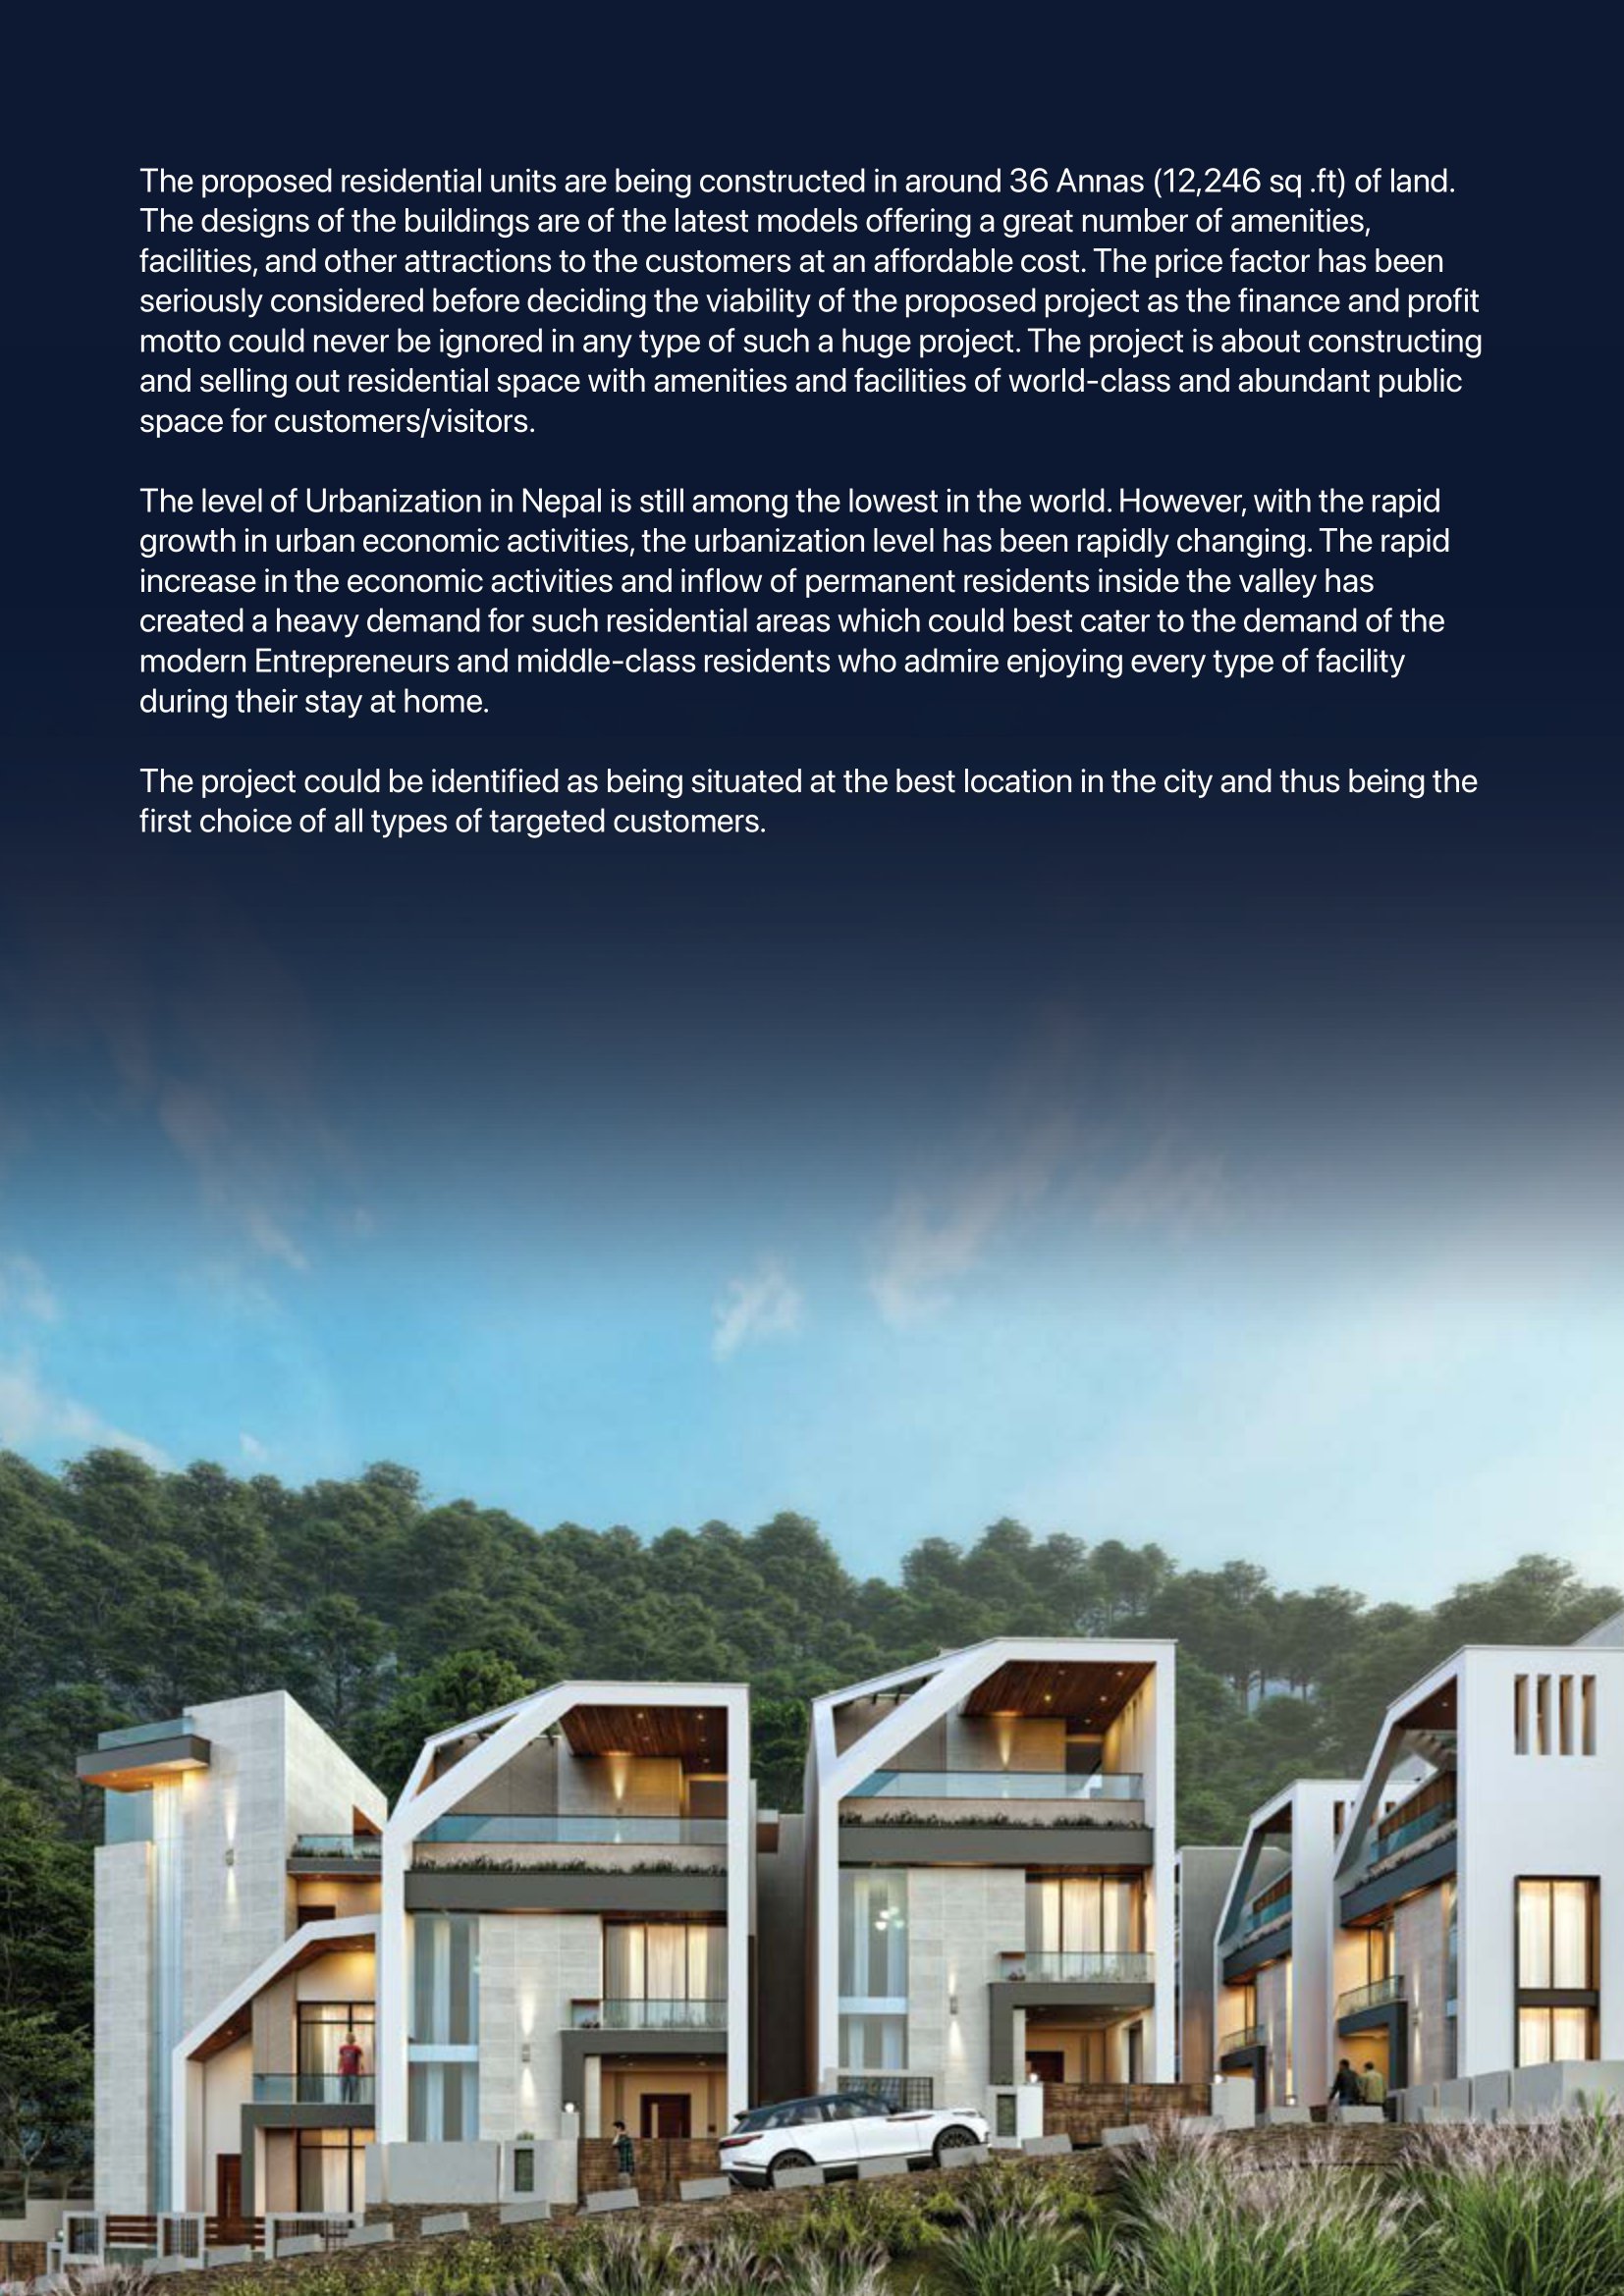 The proposed residential units are being constructed in around 36 Annas (12,246 sq .ft) of land.
The designs of the buildings are of the latest models offering a great number of amenities,
facilities, and other attractions to the customers at an affordable cost. The price factor has been
seriously considered before deciding the viability of the proposed project as the finance and profit
motto could never be ignored in any type of such a huge project. The project is about constructing
and selling out residential space with amenities and facilities of world-class and abundant public
space for customers/visitors.
The level of Urbanization in Nepal is still among the lowest in the world. However, with the rapid
growth in urban economic activities, the urbanization level has been rapidly changing. The rapid
increase in the economic activities and inflow of permanent residents inside the valley has
created a heavy demand for such residential areas which could best cater to the demand of the
modern Entrepreneurs and middle-class residents who admire enjoying every type of facility
during their stay at home.
The project could be identified as being situated at the best location in the city and thus being the
first choice of all types of targeted customers.